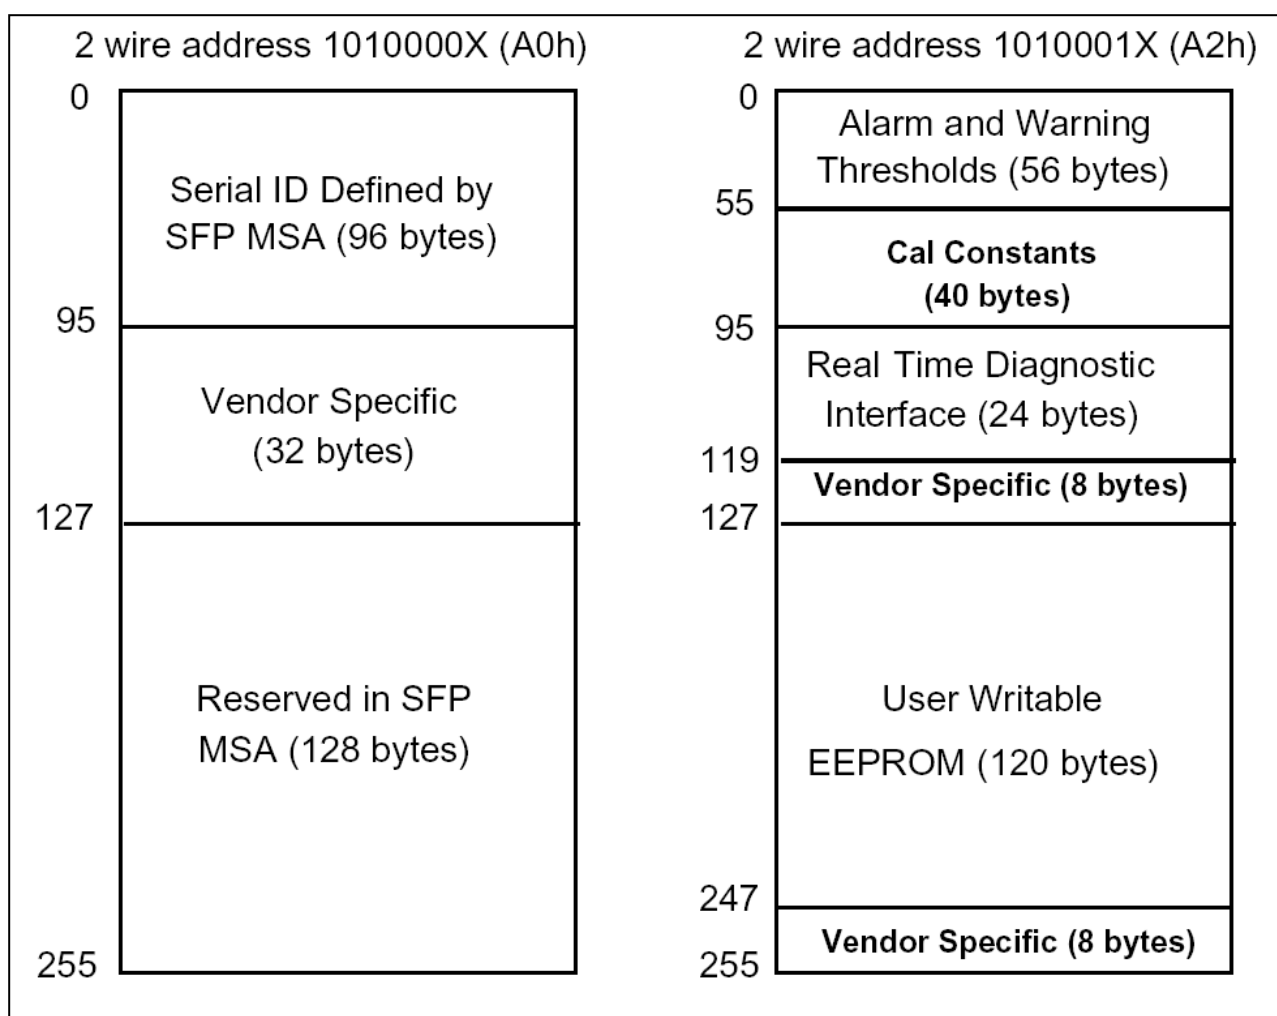 2 wire address 1010000X (A0h)
0
Serial ID Defined by
SFP MSA (96 bytes)
95
Vendor Specific
(32 bytes)
127
Reserved in SFP
MSA (128 bytes)
255
2 wire address 1010001X (A2h)
0
Alarm and Warning
Thresholds (56 bytes)
55
Cal Constants
(40 bytes)
95
Real Time Diagnostic
Interface (24 bytes)
119
Vendor Specific (8 bytes)
127
User Writable
EEPROM (120 bytes)
247
Vendor Specific (8 bytes)
255